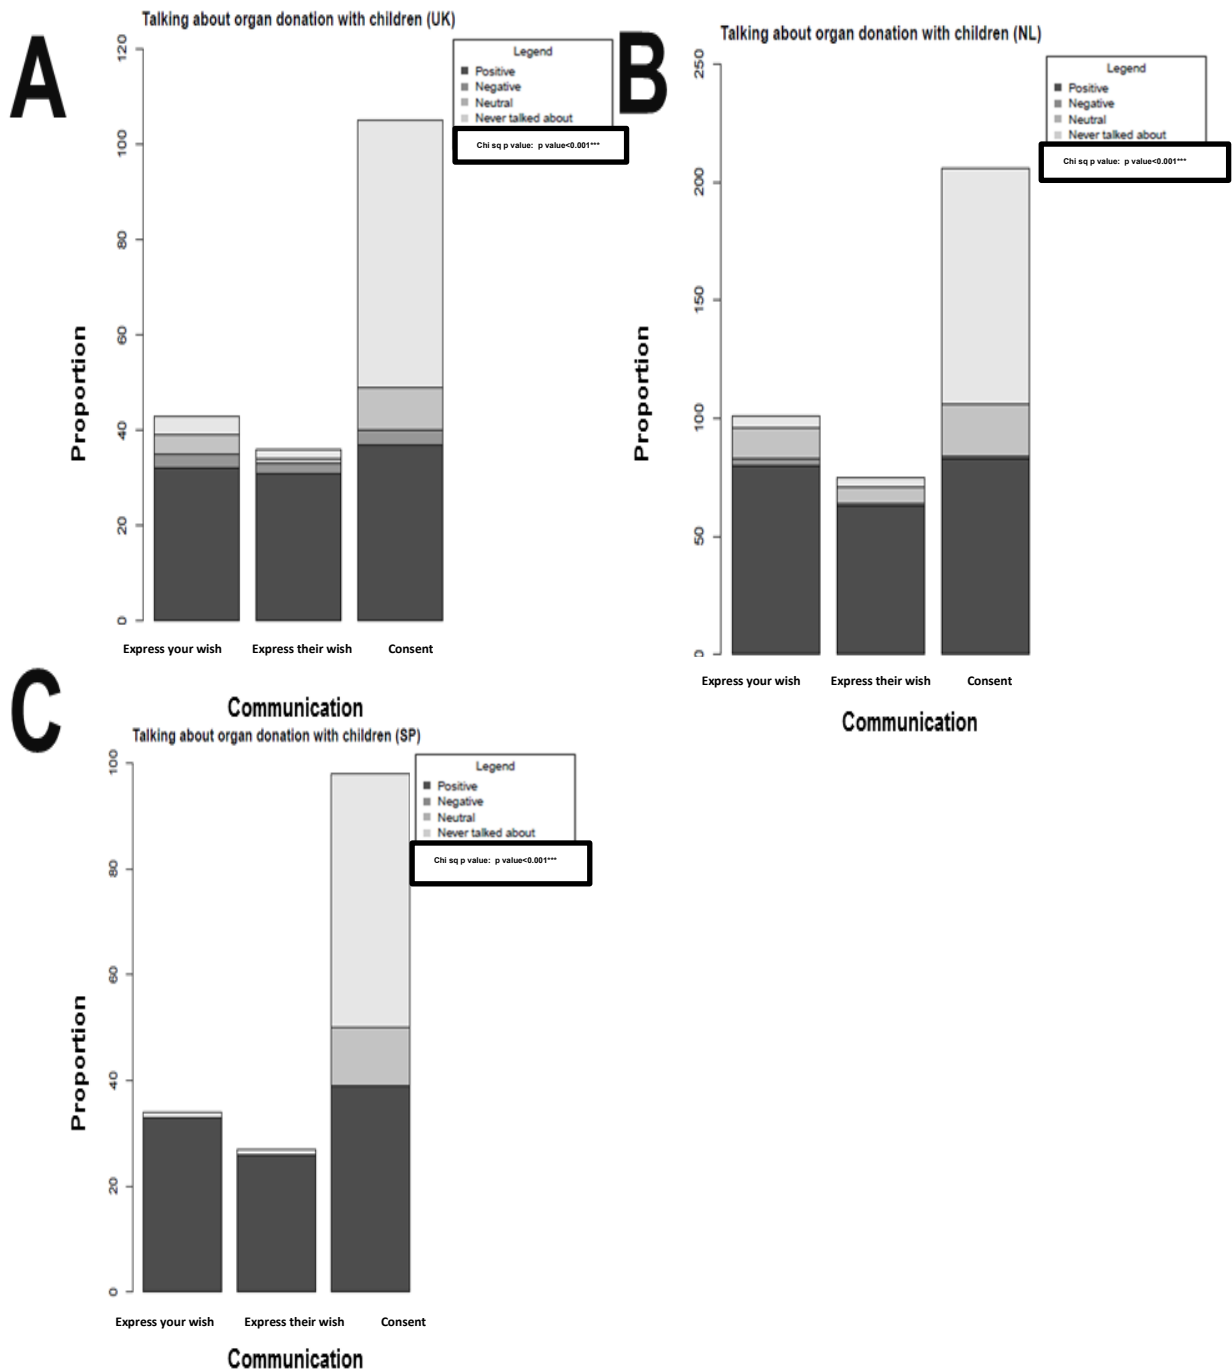 A
Talking about organ donation with children (UK)
120
100
80
60
40
20
0
Proportion
Legend
Positive
Negative
Neutral
Never talked about
Chi sq p value:  p value<0.001***
Express your wish
Express their wish
Consent
Communication
B
Talking about organ donation with children (NL)
250
200
150
100
50
0
Proportion
Legend
Positive
Negative
Neutral
Never talked about
Chi sq p value:  p value<0.001***
Express your wish
Express their wish
Consent
Communication
C
Talking about organ donation with children (SP)
100
80
60
40
20
0
Proportion
Legend
Positive
Negative
Neutral
Never talked about
Chi sq p value:  p value<0.001***
Express your wish
Express their wish
Consent
Communication